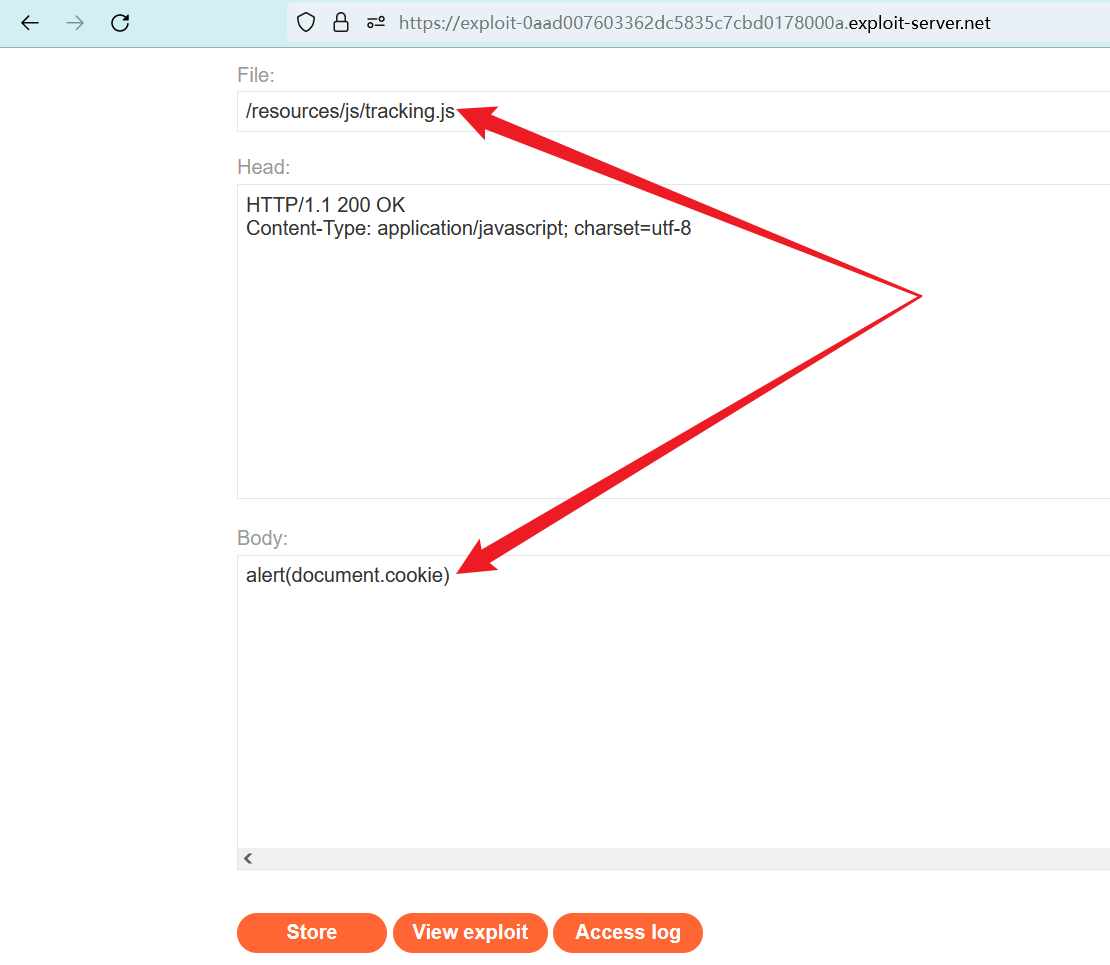 https://exploit-0aad007603362dc5835c7cbd0178000a.exploit-server.net
File:
/resources/js/tracking.js
Head:
HTTP/1.1 200 OK
Content-Type: application/javascript; charset=utf-8
Body:
alert(document.cookie)
Store View exploit Access log